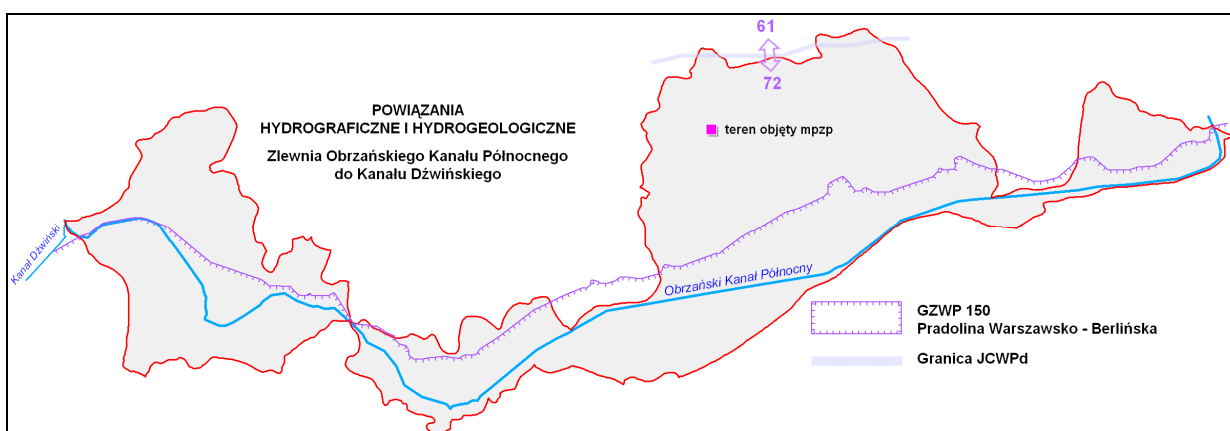 61
72
POWIĄZANIA
HYDROGRAFICZNE I HYDROGEOLOGICZNE
Zlewnia Obrzańskiego Kanału Północnego
do Kanału Dźwińskiego
teren objęty mpzp
Kanał Dźwiński
Obrzański Kanał Północny
GZWP 150
Pradolina Warszawsko - Berlińska
Granica JCWPd